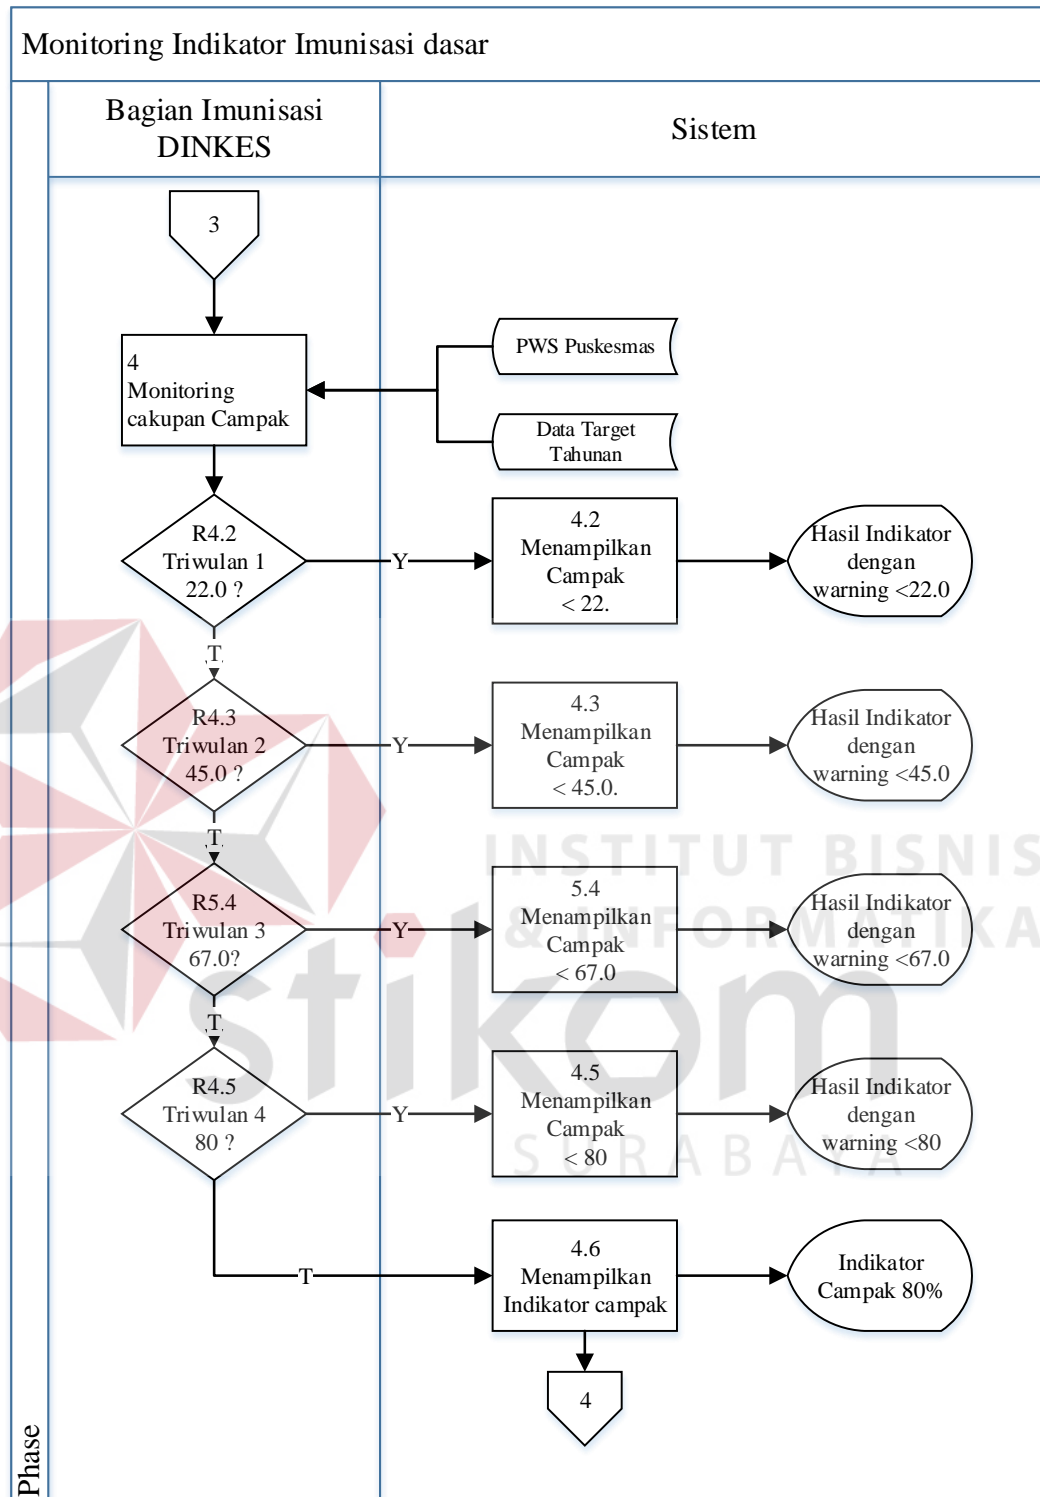 Monitoring Indikator Imunisasi dasar
Bagian Imunisasi
DINKES
Sistem
3
4
Monitoring
cakupan Campak
PWS Puskesmas
Data Target
Tahunan
R4.2
Triwulan 1
22.0 ?
Y
4.2
Menampilkan
Campak
< 22.
Hasil Indikator
dengan
warning <22.0
T
R4.3
Triwulan 2
45.0 ?
Y
4.3
Menampilkan
Campak
< 45.0.
Hasil Indikator
dengan
warning <45.0
T
R5.4
Triwulan 3
67.0?
Y
5.4
Menampilkan
Campak
< 67.0
Hasil Indikator
dengan
warning <67.0
T
R4.5
Triwulan 4
80 ?
Y
4.5
Menampilkan
Campak
< 80
Hasil Indikator
dengan
warning <80
T
4.6
Menampilkan
Indikator campak
Indikator
Campak 80%
4
Phase
INSTITUT BISNIS
& INFORMATIKA
stikom
SURABAYA